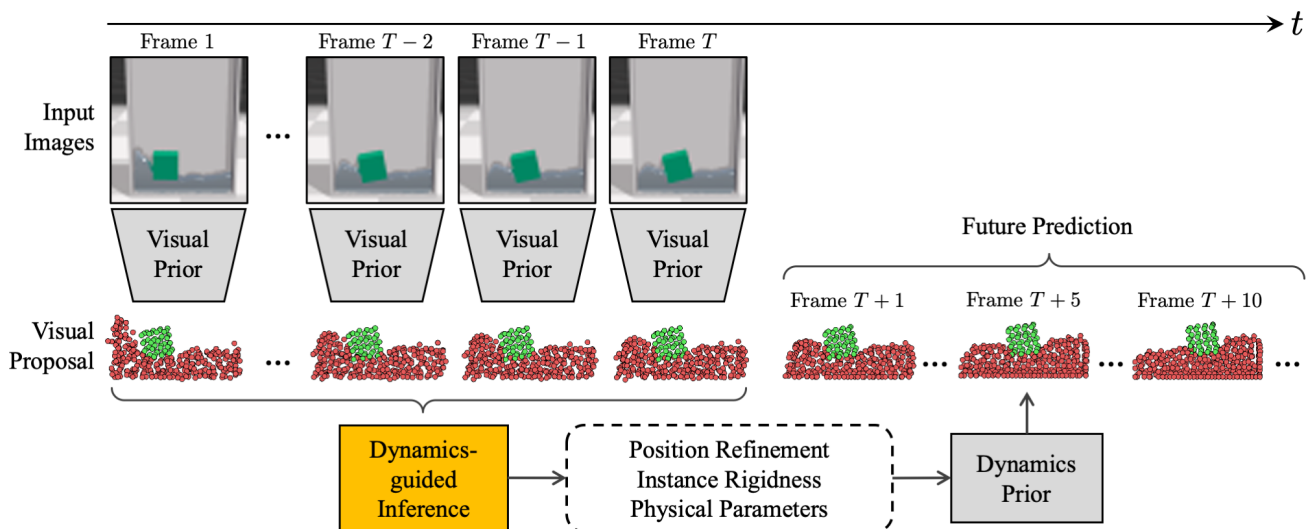 t
Frame 1
Frame T − 2
Frame T − 1
Frame T
Input
Images
...
Visual
Prior
Visual
Prior
Visual
Prior
Visual
Prior
Future Prediction
Frame T + 1
Frame T + 5
Frame T + 10
Visual
Proposal
...
...
...
...
Dynamics-
guided
Inference
Position Refinement
Instance Rigidness
Physical Parameters
Dynamics
Prior